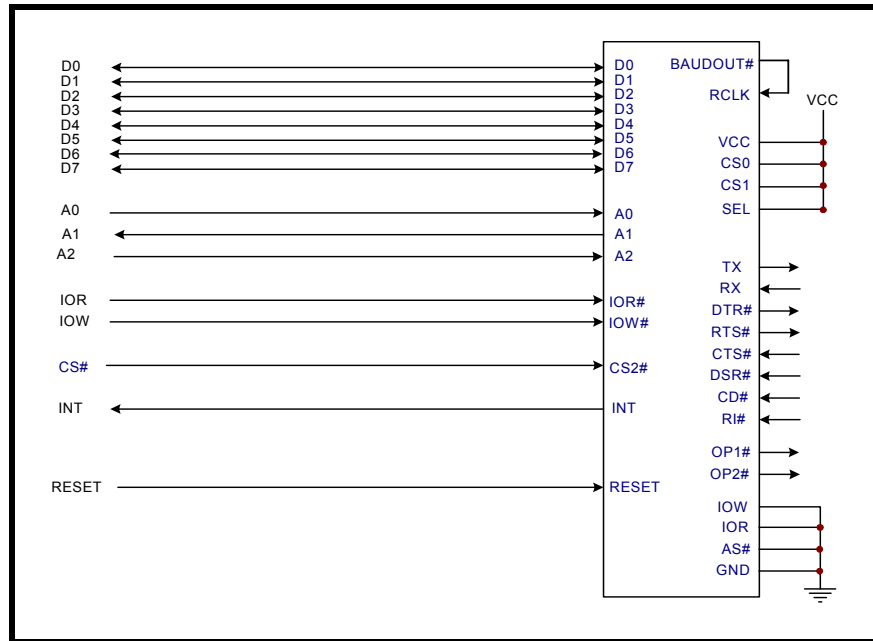 D0 D0 BAUDOUT#
D1 D1
D2 D2 RCLK
D3 D3 VCC
D4 D4
D5 D5 VCC
D6 D6 CS0
D7 D7
CS1
A0 A0 SEL
A1 A1
A2 A2
TX
RX
IOR IOR# DTR#
IOW IOW# RTS#
CTS#
CS# CS2# DSR#
CD#
INT INT RI#
OP1#
OP2#
RESET RESET
IOW
IOR
AS#
GND